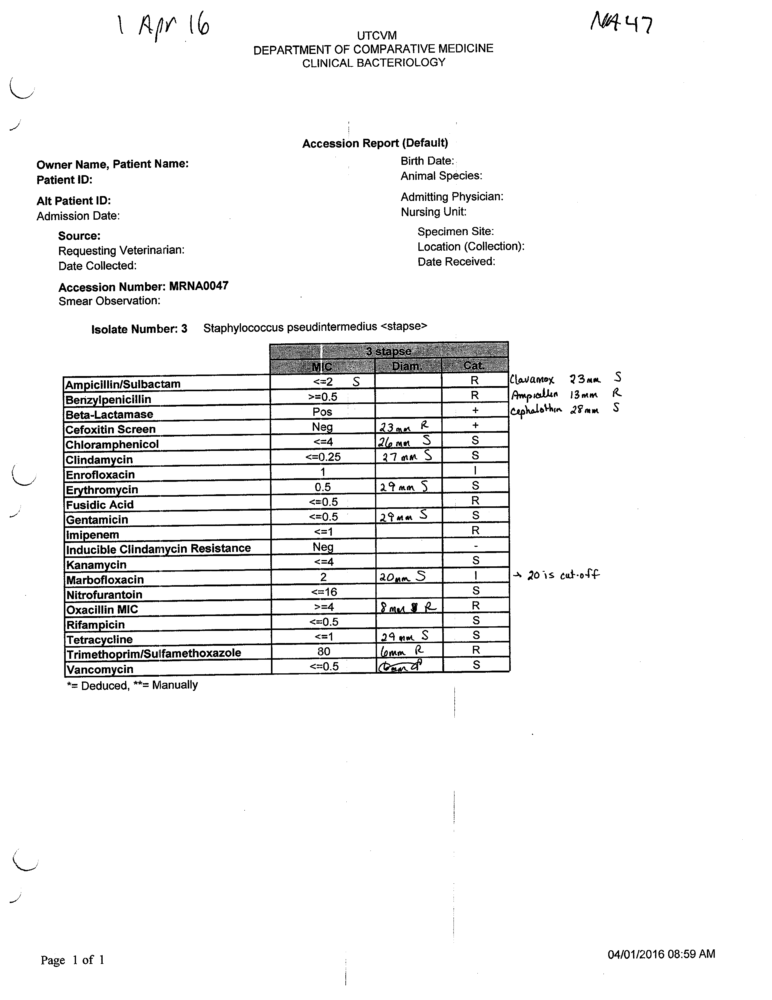 1 Apr 16
NA47
UTCVM
DEPARTMENT OF COMPARATIVE MEDICINE
CLINICAL BACTERIOLOGY
Accession Report (Default)
Owner Name, Patient Name:
Birth Date:
Patient ID:
Animal Species:
Alt Patient ID:
Admitting Physician:
Admission Date:
Nursing Unit:
Source:
Specimen Site:
Requesting Veterinarian:
Location (Collection):
Date Collected:
Date Received:
Accession Number: MRNA0047
Smear Observation:
Isolate Number: 3 Staphylococcus pseudintermedius <stapse>
3 stapse
MIC Diam. Cat.
Ampicillin/Sulbactam <=2 S R Clavamox 23mm S
Benzylpenicillin >=0.5 R Ampicillin 13mm R
Beta-Lactamase Pos + cephalothin 28mm S
Cefoxitin Screen Neg 23mm R +
Chloramphenicol <=4 26mm S S
Clindamycin <=0.25 27mm S S
Enrofloxacin 1 I
Erythromycin 0.5 29mm S S
Fusidic Acid <=0.5 R
Gentamicin <=0.5 29mm S S
Imipenem <=1 R
Inducible Clindamycin Resistance Neg -
Kanamycin <=4 S
Marbofloxacin 2 20mm S I → 20 is cut-off
Nitrofurantoin <=16 S
Oxacillin MIC >=4 8mm R R
Rifampicin <=0.5 S
Tetracycline <=1 29mm S S
Trimethoprim/Sulfamethoxazole 80 6mm R R
Vancomycin <=0.5 S
*= Deduced, **= Manually
Page 1 of 1
04/01/2016 08:59 AM